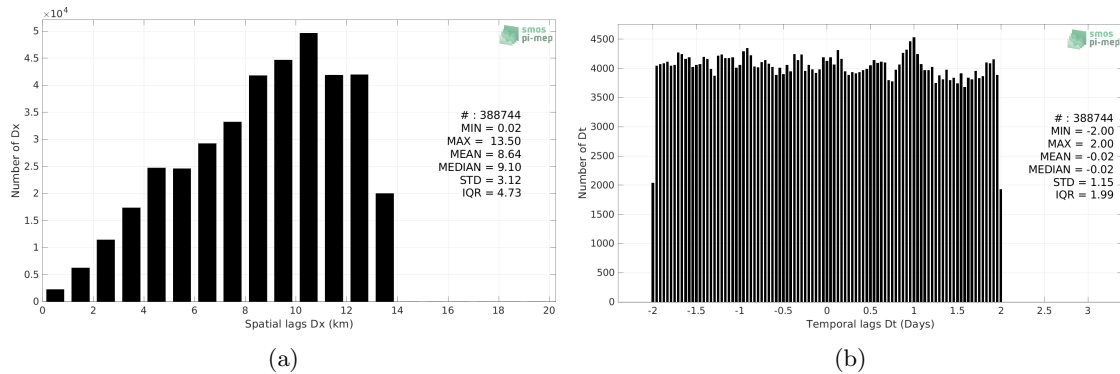 ×10^4
5
4.5
4
3.5
3
2.5
2
1.5
1
0.5
0
Number of Dx
0 2 4 6 8 10 12 14 16 18 20
Spatial lags Dx (km)
smos
pi-mep
# : 388744
MIN = 0.02
MAX = 13.50
MEAN = 8.64
MEDIAN = 9.10
STD = 3.12
IQR = 4.73
(a)
4500
4000
3500
3000
2500
2000
1500
1000
500
0
Number of Dt
-2 -1.5 -1 -0.5 0 0.5 1 1.5 2 2.5 3
Temporal lags Dt (Days)
smos
pi-mep
# : 388744
MIN = -2.00
MAX = 2.00
MEAN = -0.02
MEDIAN = -0.02
STD = 1.15
IQR = 1.99
(b)